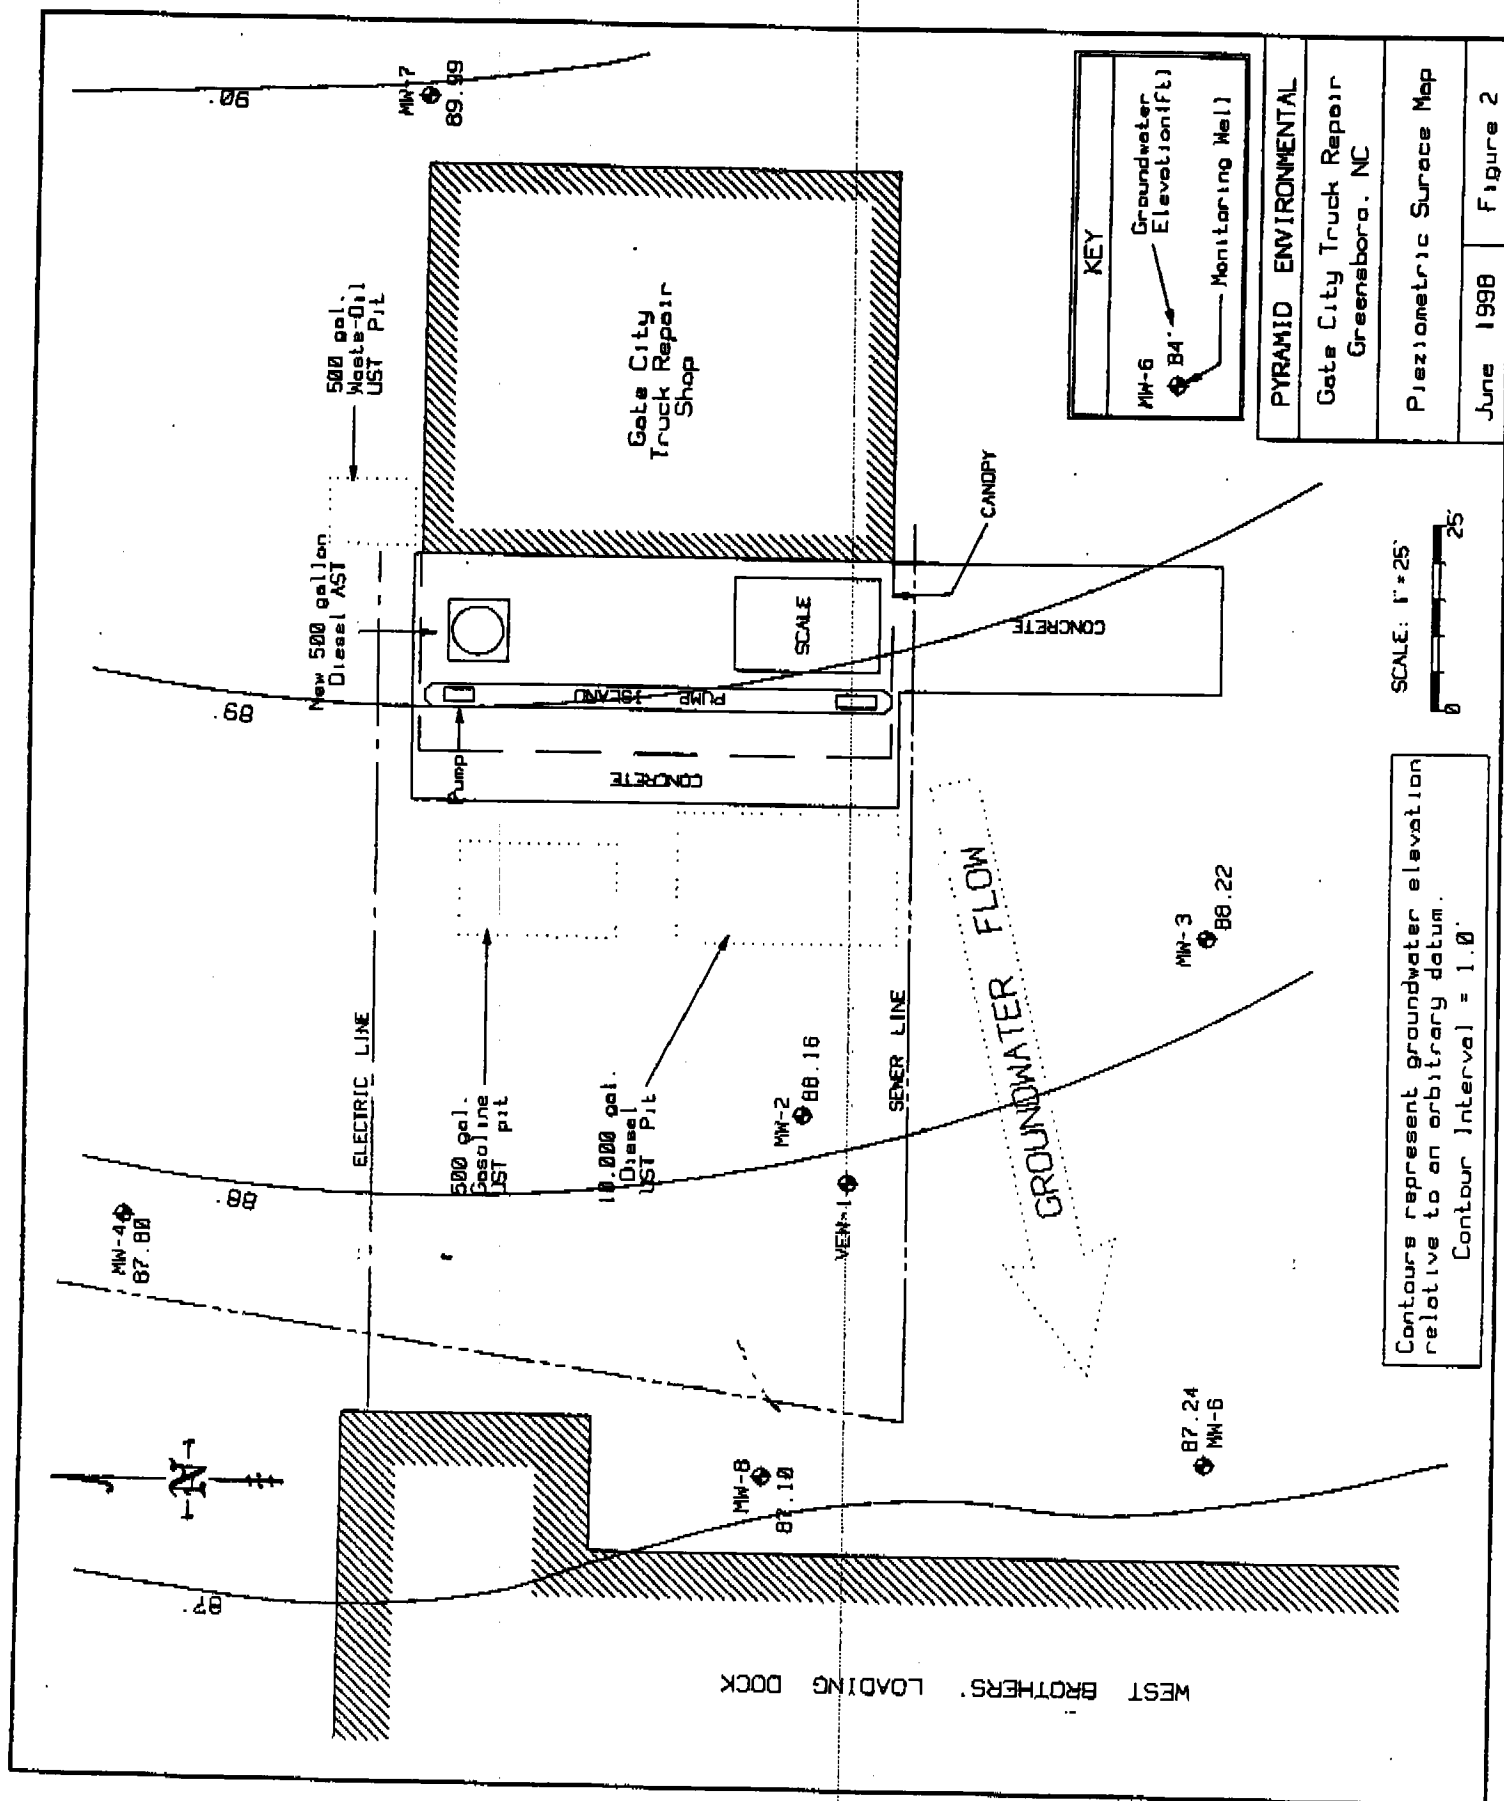 MW-7
89.99
90'
500 gal.
Waste-Oil
UST Pit
Gate City
Truck Repair
Shop
New 500 gallon
Diesel AST
89'
Pump
PUMP ISLAND
SCALE
CANOPY
CONCRETE
CONCRETE
ELECTRIC LINE
500 gal.
Gasoline
UST pit
10,000 gal.
Diesel
UST Pit
MW-2
88.16
SEWER LINE
GROUNDWATER FLOW
MW-3
88.22
88'
MW-4
87.80
N
MW-8
87.10
87.24
MW-6
87'
WEST BROTHERS' LOADING DOCK
KEY
MW-6
84'
Groundwater
Elevation(Ft)
Monitoring Well
SCALE: 1"=25'
0 25'
Contours represent groundwater elevation
relative to an arbitrary datum.
Contour Interval = 1.0'
PYRAMID ENVIRONMENTAL
Gate City Truck Repair
Greensboro, NC
Pieziometric Surace Map
June 1998 Figure 2